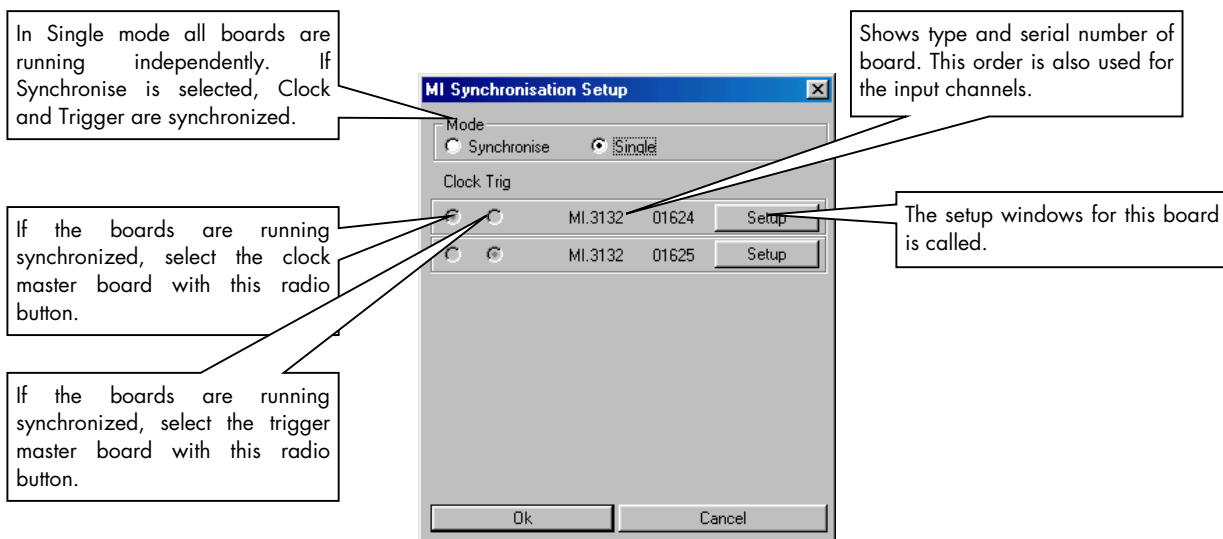 In Single mode all boards are
running independently. If
Synchronise is selected, Clock
and Trigger are synchronized.
Shows type and serial number of
board. This order is also used for
the input channels.
MI Synchronisation Setup
Mode
Synchronise Single
Clock Trig
MI.3132 01624 Setup
MI.3132 01625 Setup
The setup windows for this board
is called.
If the boards are running
synchronized, select the clock
master board with this radio
button.
If the boards are running
synchronized, select the trigger
master board with this radio
button.
Ok Cancel